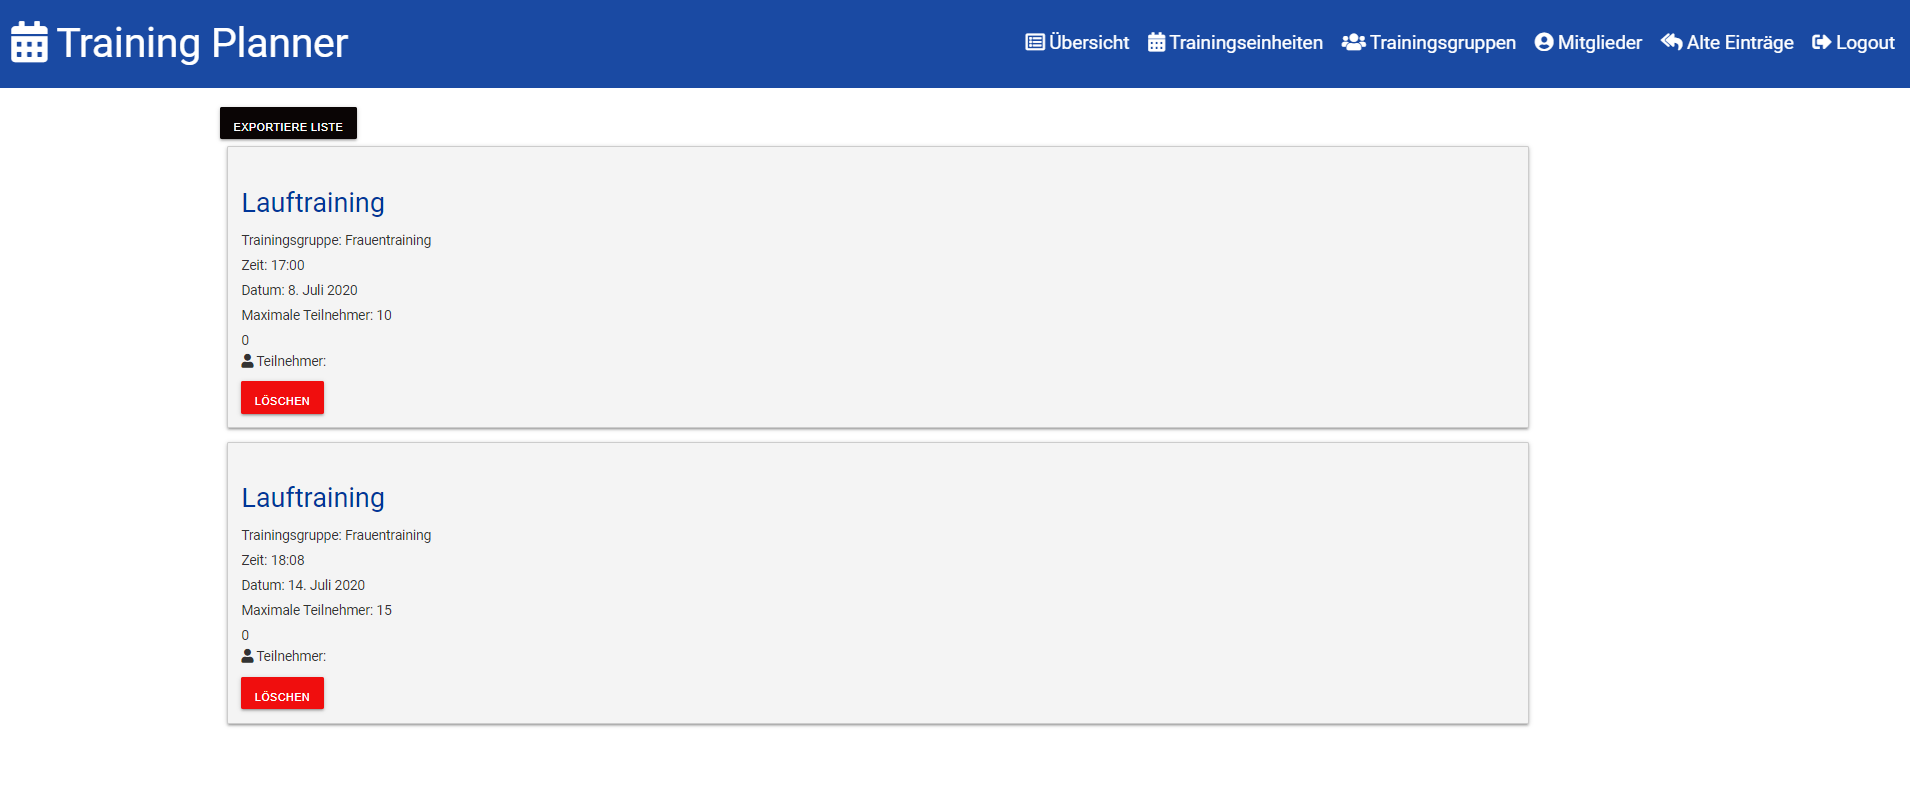 Training Planner
Übersicht Trainingseinheiten Trainingsgruppen Mitglieder Alte Einträge Logout
EXPORTIERE LISTE
Lauftraining
Trainingsgruppe: Frauentraining
Zeit: 17:00
Datum: 8. Juli 2020
Maximale Teilnehmer: 10
0
Teilnehmer:
LÖSCHEN
Lauftraining
Trainingsgruppe: Frauentraining
Zeit: 18:08
Datum: 14. Juli 2020
Maximale Teilnehmer: 15
0
Teilnehmer:
LÖSCHEN